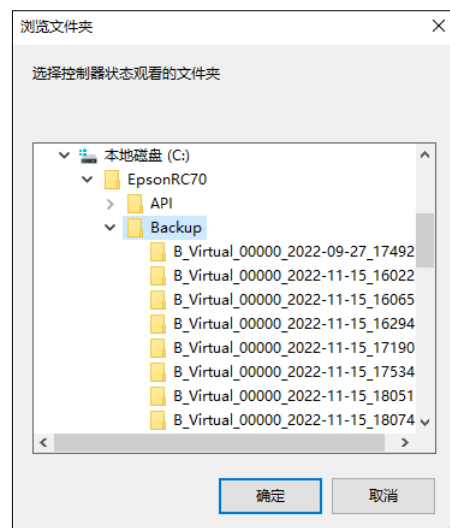 浏览文件夹
选择控制器状态观看的文件夹
本地磁盘 (C:)
EpsonRC70
API
Backup
B_Virtual_00000_2022-09-27_17492
B_Virtual_00000_2022-11-15_16022
B_Virtual_00000_2022-11-15_16065
B_Virtual_00000_2022-11-15_16294
B_Virtual_00000_2022-11-15_17190
B_Virtual_00000_2022-11-15_17534
B_Virtual_00000_2022-11-15_18051
B_Virtual_00000_2022-11-15_18074
确定 取消